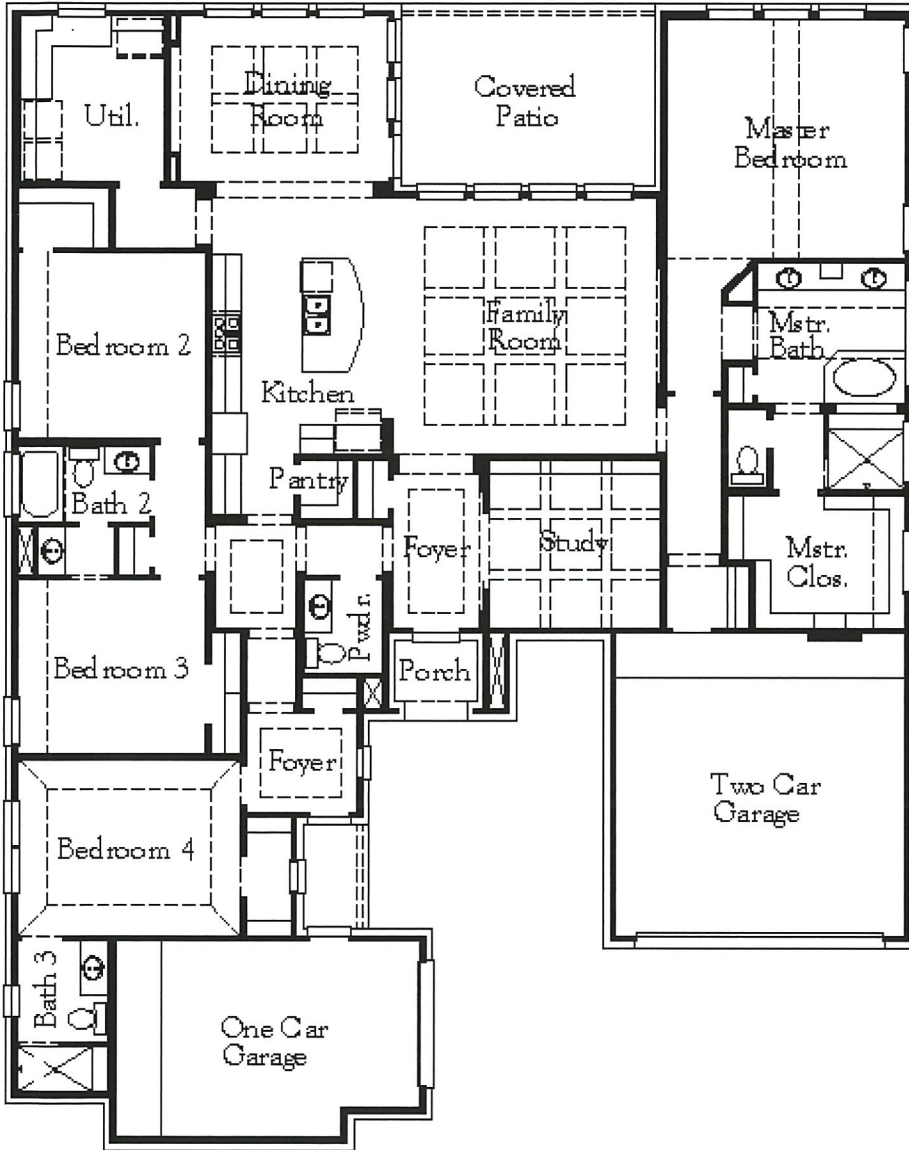 Util.
Dining
Room
Covered
Patio
Master
Bedroom
Bedroom 2
Kitchen
Family
Room
Mstr.
Bath
Pantry
Bath 2
Foyer
Study
Mstr.
Clos.
Pwdr.
Bedroom 3
Porch
Foyer
Two Car
Garage
Bedroom 4
Bath 3
One Car
Garage